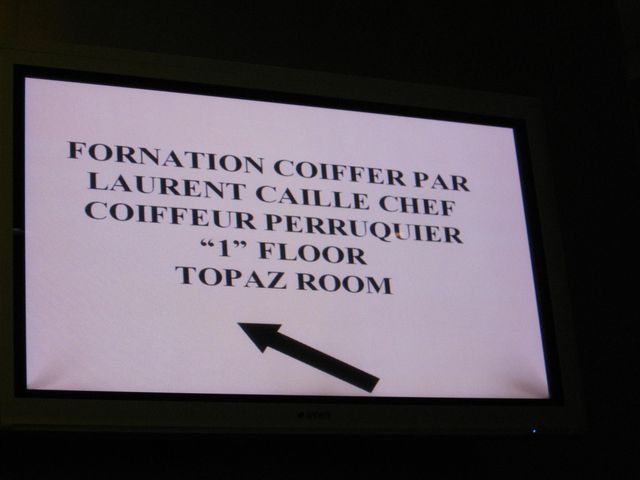 FORNATION COIFFER PAR
LAURENT CAILLE CHEF
COIFFEUR PERRUQUIER
“1” FLOOR
TOPAZ ROOM